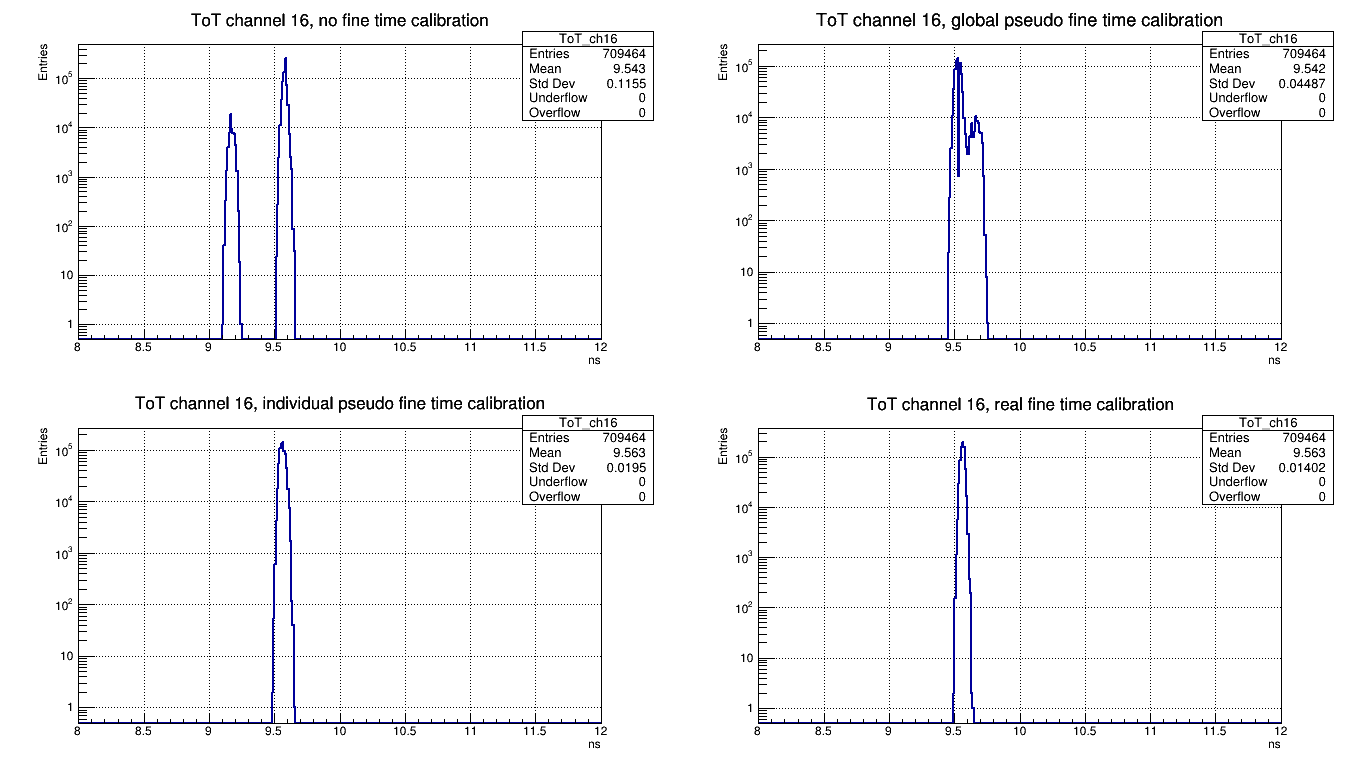 ToT channel 16, no fine time calibration
Entries
ToT_ch16
Entries 709464
Mean 9.543
Std Dev 0.1155
Underflow 0
Overflow 0
10^5
10^4
10^3
10^2
10
1
8 8.5 9 9.5 10 10.5 11 11.5 12
ns
ToT channel 16, global pseudo fine time calibration
Entries
ToT_ch16
Entries 709464
Mean 9.542
Std Dev 0.04487
Underflow 0
Overflow 0
10^5
10^4
10^3
10^2
10
1
8 8.5 9 9.5 10 10.5 11 11.5 12
ns
ToT channel 16, individual pseudo fine time calibration
Entries
ToT_ch16
Entries 709464
Mean 9.563
Std Dev 0.0195
Underflow 0
Overflow 0
10^5
10^4
10^3
10^2
10
1
8 8.5 9 9.5 10 10.5 11 11.5 12
ns
ToT channel 16, real fine time calibration
Entries
ToT_ch16
Entries 709464
Mean 9.563
Std Dev 0.01402
Underflow 0
Overflow 0
10^5
10^4
10^3
10^2
10
1
8 8.5 9 9.5 10 10.5 11 11.5 12
ns